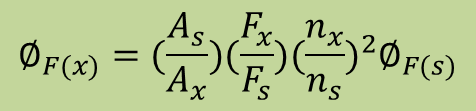 ∅F(x) = (As/Ax)(Fx/Fs)(nx/ns)²∅F(s)